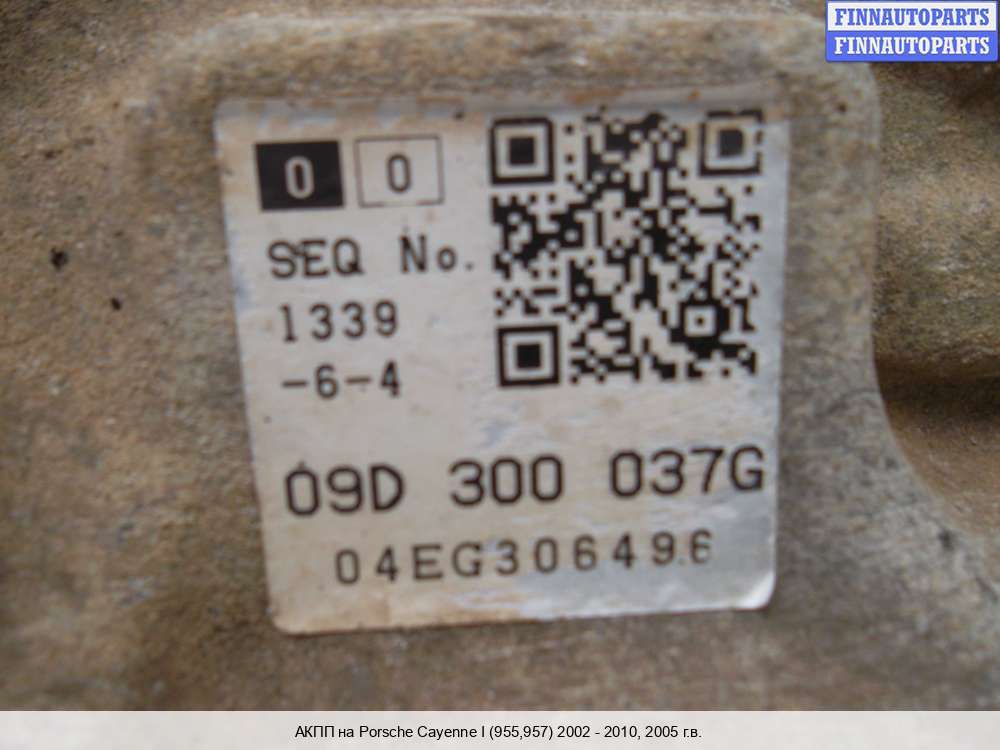 FINNAUTOPARTS
FINNAUTOPARTS
0 0
SEQ No.
1339
-6-4
09D 300 037G
04EG306496
АКПП на Porsche Cayenne I (955,957) 2002 - 2010, 2005 г.в.